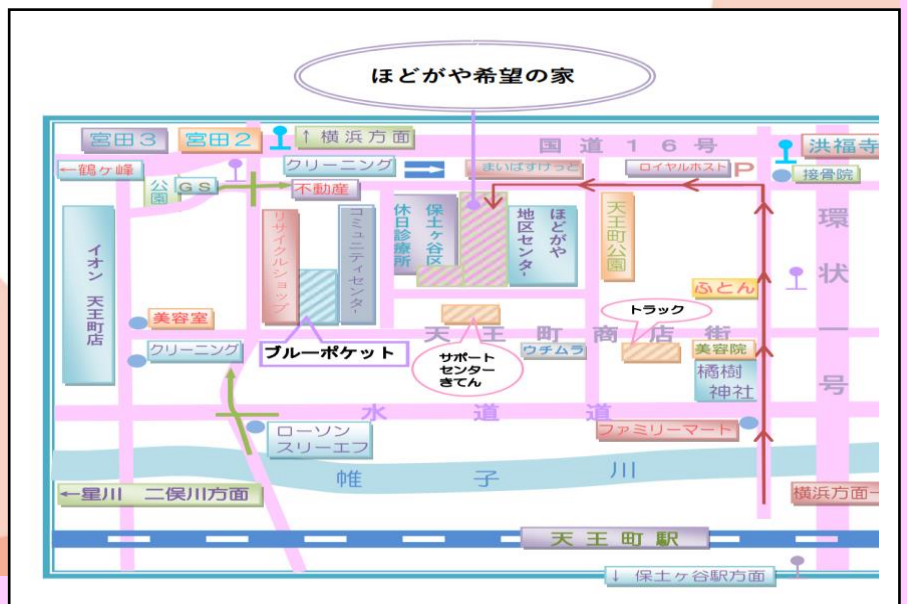 ほどがや希望の家
宮田3
宮田2
↑横浜方面
国道16号
洪福寺
←鶴ヶ峰
公園
GS
クリーニング
不動産
まいばすけっと
ロイヤルホスト
P
接骨院
イオン 天王町店
リサイクルショップ
コミュニティセンター
保土ヶ谷区
休日診療所
ほどがや
地区センター
天王町公園
環状一号
ふとん
美容室
トラック
天王町商店街
クリーニング
ブルーポケット
サポート
センター
きてん
ウチムラ
美容院
橘樹
神社
水道道
ローソン
スリーエフ
ファミリーマート
帷子川
←星川 二俣川方面
横浜方面
天王町駅
↓ 保土ヶ谷駅方面